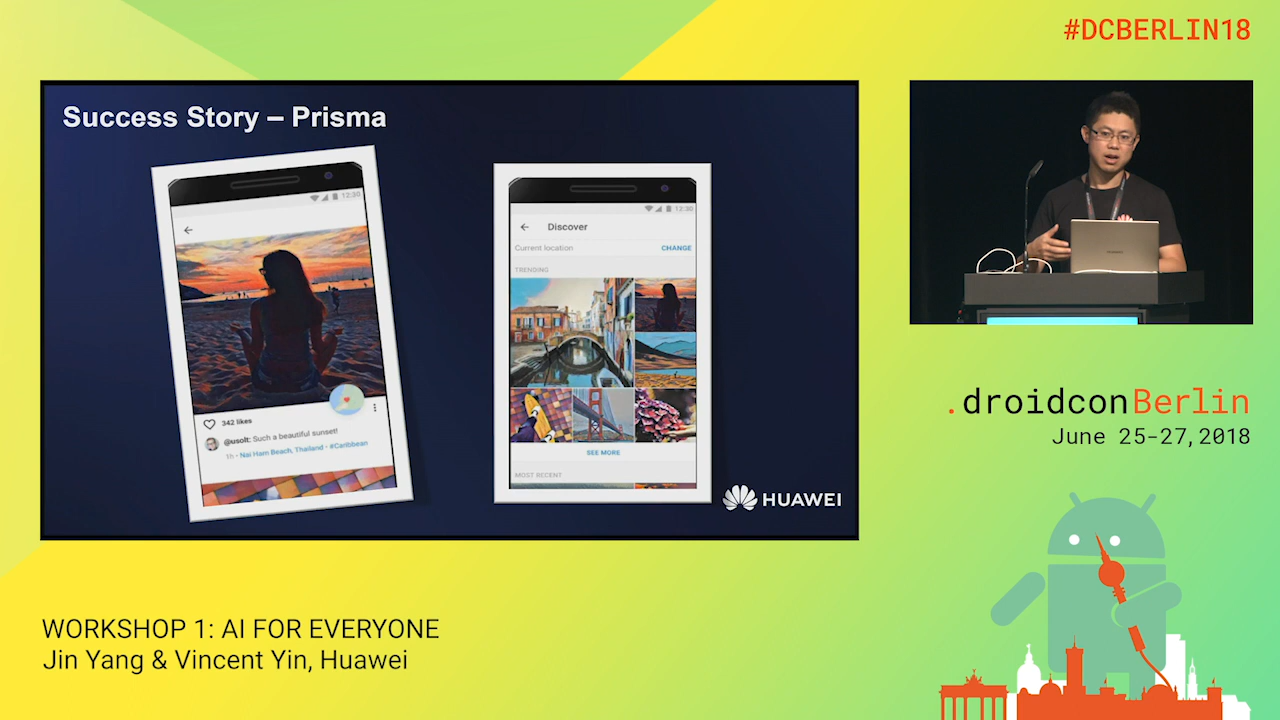 #DCBERLIN18
Success Story – Prisma
12:30
342 likes
@usolt: Such a beautiful sunset!
1h - Nai Harn Beach, Thailand - #Caribbean
12:30
Discover
Current location CHANGE
TRENDING
SEE MORE
MOST RECENT
HUAWEI
.droidconBerlin
June 25-27, 2018
WORKSHOP 1: AI FOR EVERYONE
Jin Yang & Vincent Yin, Huawei